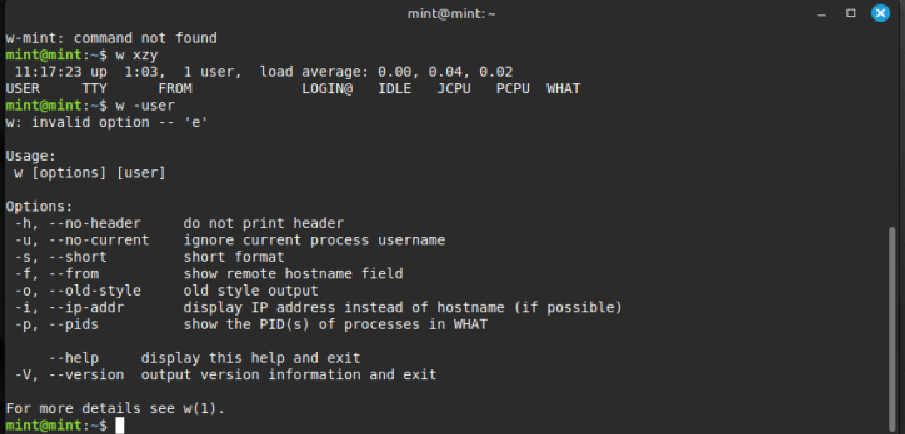 mint@mint: ~
w-mint: command not found
mint@mint:~$ w xzy
 11:17:23 up  1:03,  1 user,  load average: 0.00, 0.04, 0.02
USER     TTY      FROM             LOGIN@   IDLE   JCPU   PCPU  WHAT
mint@mint:~$ w -user
w: invalid option -- 'e'

Usage:
 w [options] [user]

Options:
 -h, --no-header     do not print header
 -u, --no-current    ignore current process username
 -s, --short         short format
 -f, --from          show remote hostname field
 -o, --old-style     old style output
 -i, --ip-addr       display IP address instead of hostname (if possible)
 -p, --pids          show the PID(s) of processes in WHAT

     --help     display this help and exit
 -V, --version  output version information and exit

For more details see w(1).
mint@mint:~$